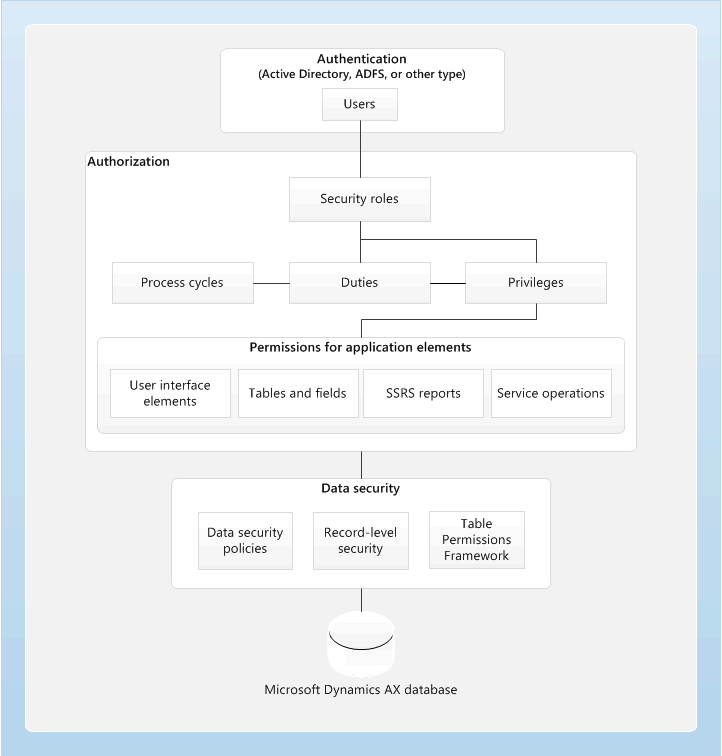 Authentication
(Active Directory, ADFS, or other type)
Users
Authorization
Security roles
Process cycles
Duties
Privileges
Permissions for application elements
User interface
elements
Tables and fields
SSRS reports
Service operations
Data security
Data security
policies
Record-level
security
Table
Permissions
Framework
Microsoft Dynamics AX database